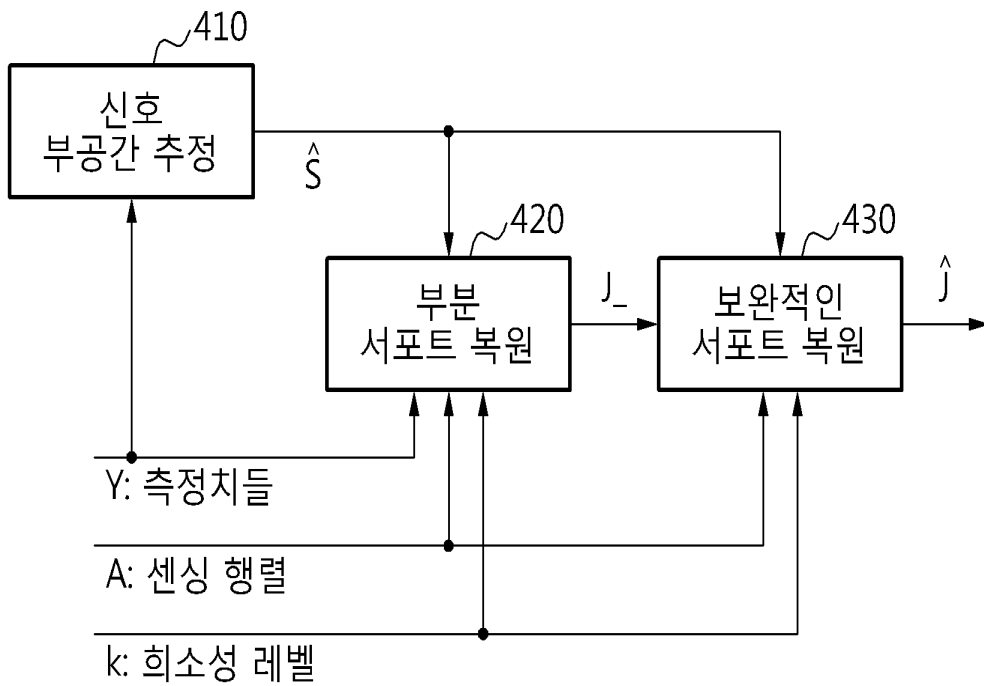 410
신호
부공간 추정
Ŝ
420
430
부분
서포트 복원
J_
보완적인
서포트 복원
Ĵ
Y: 측정치들
A: 센싱 행렬
k: 희소성 레벨